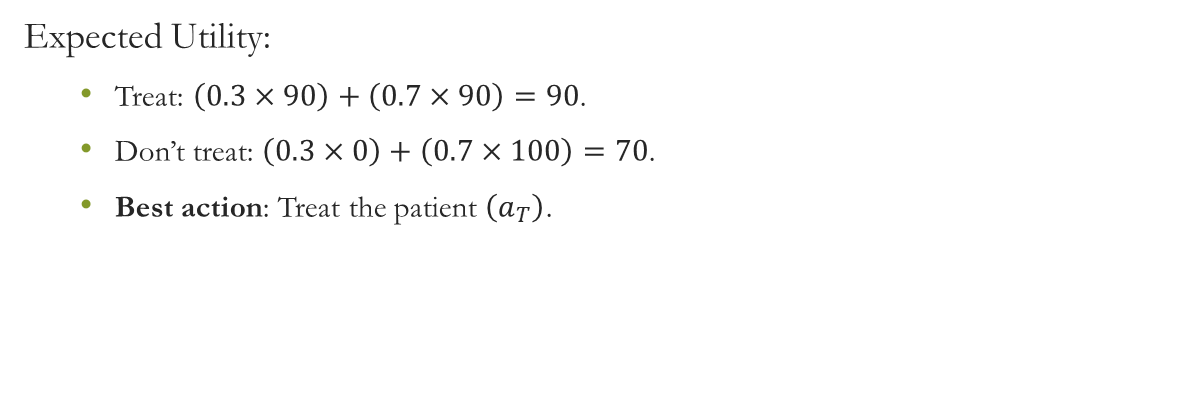 Expected Utility:
• Treat: (0.3 × 90) + (0.7 × 90) = 90.
• Don’t treat: (0.3 × 0) + (0.7 × 100) = 70.
• Best action: Treat the patient (a_T).